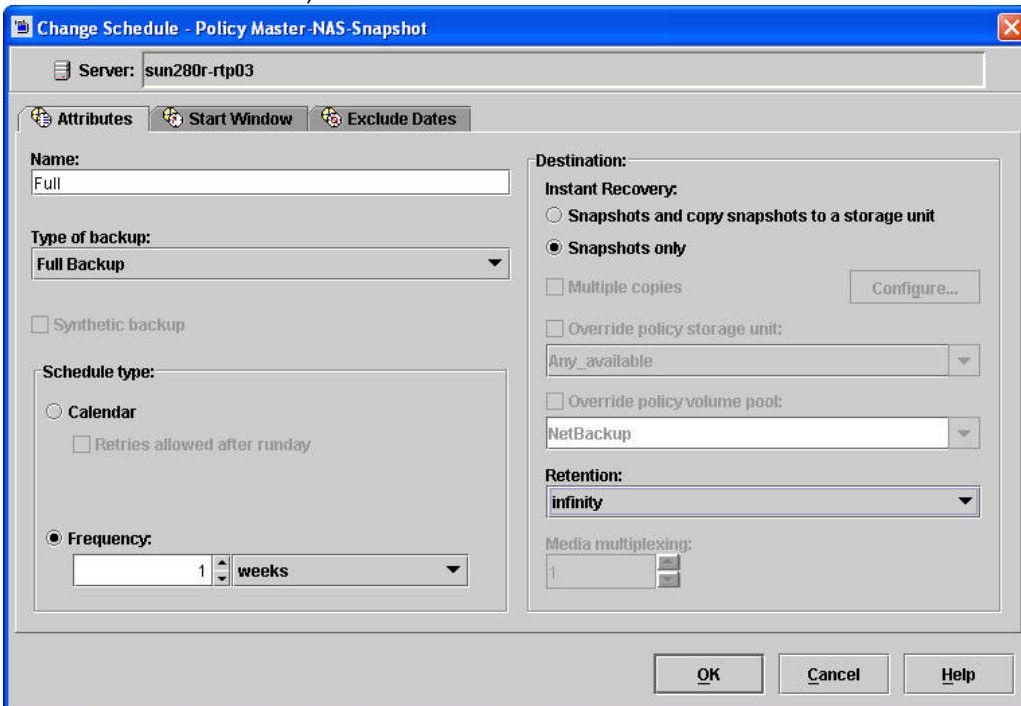 Change Schedule - Policy Master-NAS-Snapshot
Server: sun280r-rtp03
Attributes Start Window Exclude Dates
Name:
Full
Type of backup:
Full Backup
Synthetic backup
Schedule type:
Calendar
Retries allowed after runday
Frequency:
1 weeks
Destination:
Instant Recovery:
Snapshots and copy snapshots to a storage unit
Snapshots only
Multiple copies Configure...
Override policy storage unit:
Any_available
Override policy volume pool:
NetBackup
Retention:
infinity
Media multiplexing:
1
OK Cancel Help